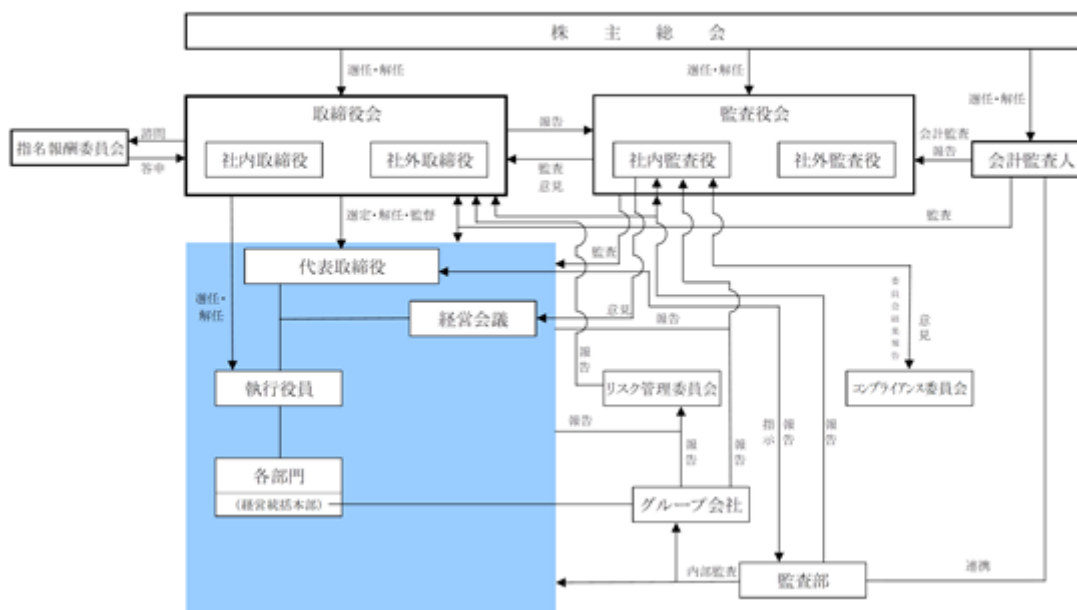 株主総会
選任・解任
選任・解任
選任・解任
取締役会
社内取締役
社外取締役
報告
監査
意見
監査役会
社内監査役
社外監査役
会計監査
報告
会計監査人
指名報酬委員会
諮問
答申
選定・解任・監督
監査
監査
代表取締役
選任・
解任
経営会議
意見
報告
報告
意見
委員会結果報告
執行役員
リスク管理委員会
コンプライアンス委員会
報告
報告
報告
指示
報告
報告
各部門
(経営統括本部)
グループ会社
内部監査
監査部
連携